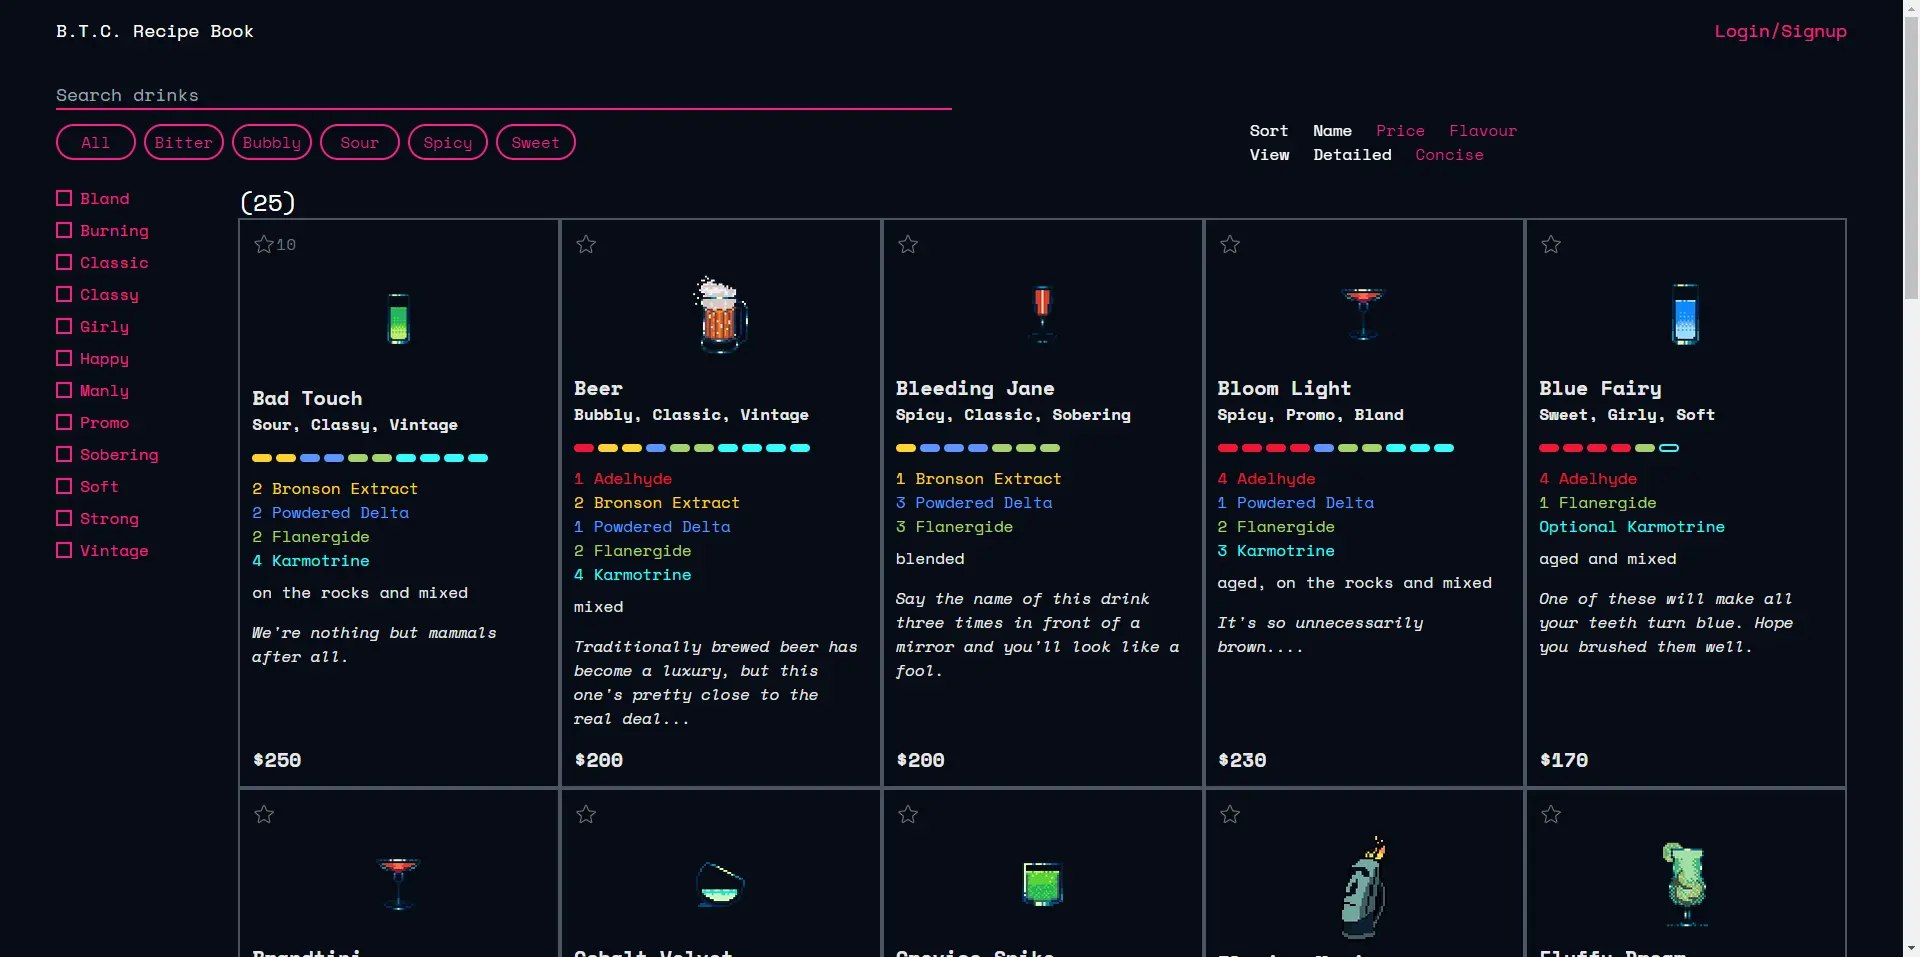 B.T.C. Recipe Book
Login/Signup
Search drinks
All
Bitter
Bubbly
Sour
Spicy
Sweet
Sort Name Price Flavour
View Detailed Concise
Bland
Burning
Classic
Classy
Girly
Happy
Manly
Promo
Sobering
Soft
Strong
Vintage
(25)
10
Bad Touch
Sour, Classy, Vintage
2 Bronson Extract
2 Powdered Delta
2 Flanergide
4 Karmotrine
on the rocks and mixed
We're nothing but mammals
after all.
$250
Beer
Bubbly, Classic, Vintage
1 Adelhyde
2 Bronson Extract
1 Powdered Delta
2 Flanergide
4 Karmotrine
mixed
Traditionally brewed beer has
become a luxury, but this
one's pretty close to the
real deal...
$200
Bleeding Jane
Spicy, Classic, Sobering
1 Bronson Extract
3 Powdered Delta
3 Flanergide
blended
Say the name of this drink
three times in front of a
mirror and you'll look like a
fool.
$200
Bloom Light
Spicy, Promo, Bland
4 Adelhyde
1 Powdered Delta
2 Flanergide
3 Karmotrine
aged, on the rocks and mixed
It's so unnecessarily
brown....
$230
Blue Fairy
Sweet, Girly, Soft
4 Adelhyde
1 Flanergide
Optional Karmotrine
aged and mixed
One of these will make all
your teeth turn blue. Hope
you brushed them well.
$170
Brandtini
Cobalt Velvet
Crevice Spike
Fluffy Dream